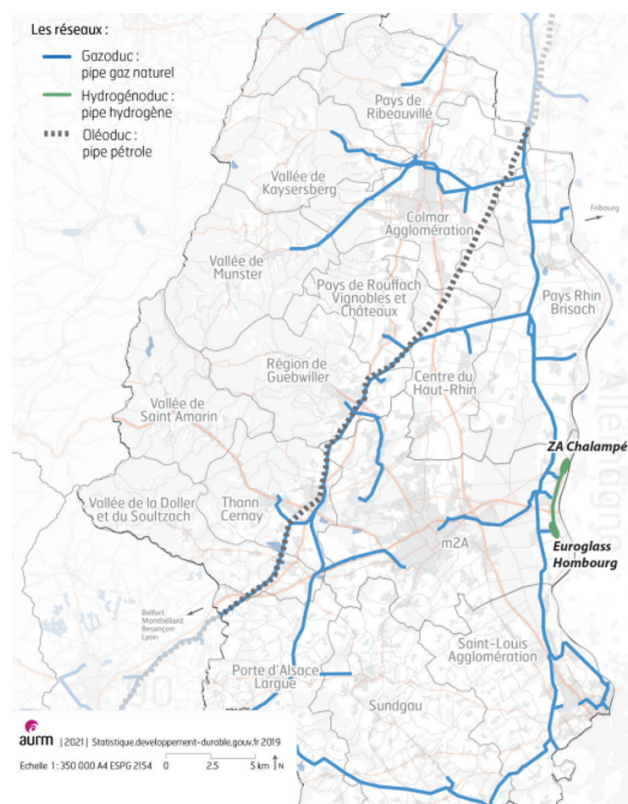 Les réseaux :
Gazoduc :
pipe gaz naturel
Hydrogénoduc :
pipe hydrogène
Oléoduc :
pipe pétrole
Pays de
Ribeauvillé
Vallée de
Kaysersberg
Fribourg
Colmar
Agglomération
Vallée de
Munster
Pays de Rouffach
Vignobles et
Châteaux
Pays Rhin
Brisach
Région de
Guebwiller
Centre du
Haut-Rhin
Allemagne
Vallée de
Saint Amarin
ZA Chalampé
Vallée de la Doller
et du Soultzach
Thann
Cernay
m2A
Euroglass
Hombourg
Belfort
Montbéliard
Besançon
Lyon
Saint-Louis
Agglomération
Porte d'Alsace
Largue
Sundgau
aurm | 2021 | Statistique.developpement-durable.gouv.fr 2019
Echelle 1 : 350 000 A4 ESPG 2154 0 2.5 5 km N